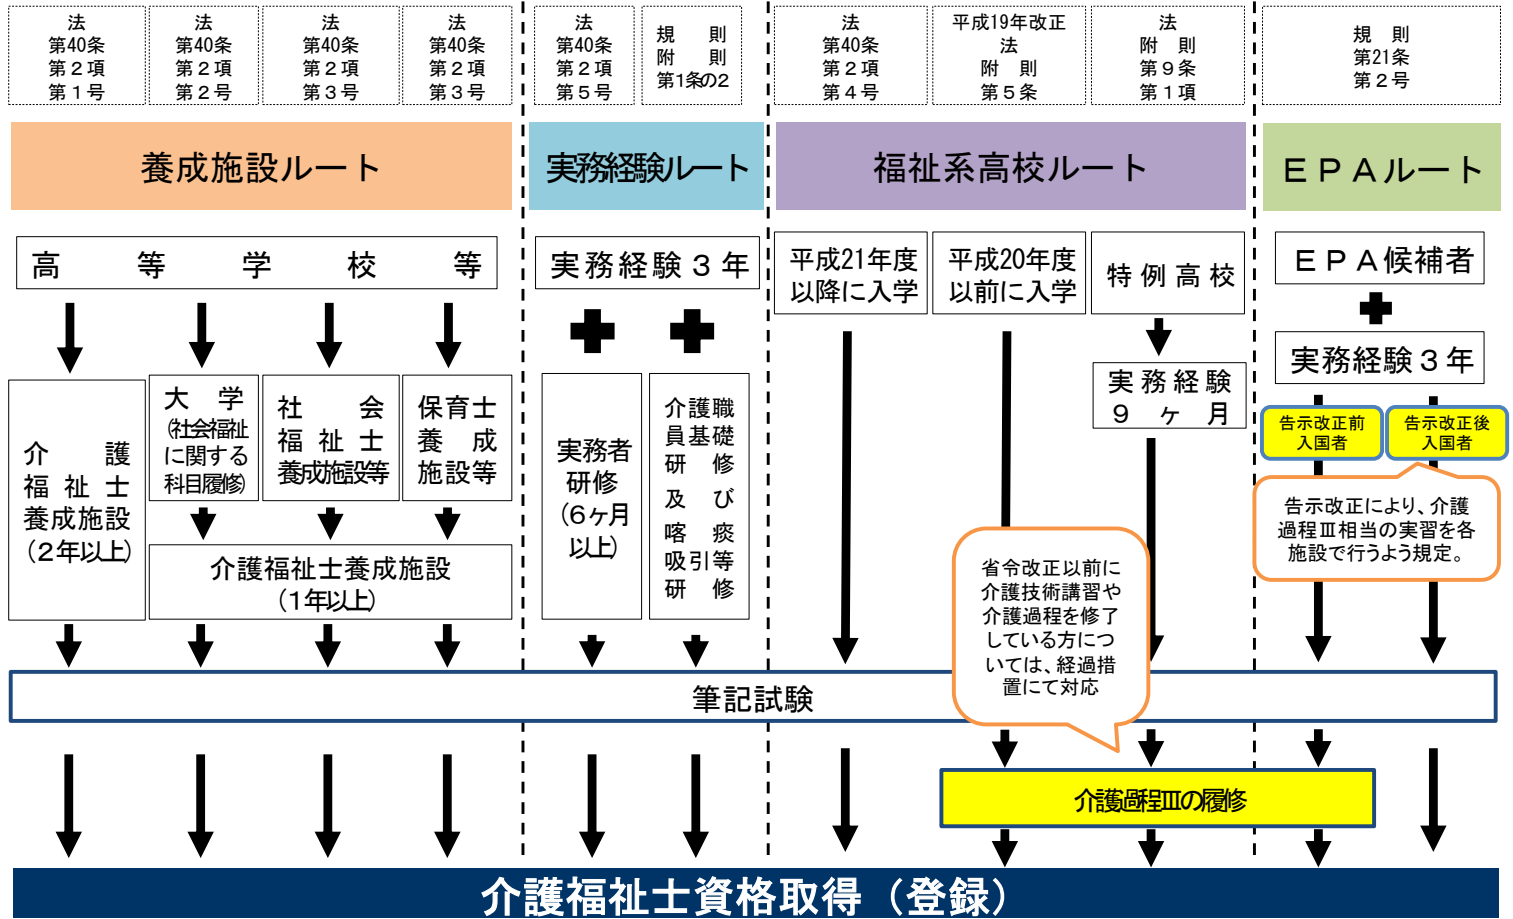 法
第40条
第２項
第１号
法
第40条
第２項
第２号
法
第40条
第２項
第３号
法
第40条
第２項
第３号
法
第40条
第２項
第５号
規　則
附　則
第1条の2
法
第40条
第２項
第４号
平成19年改正
法
附　則
第５条
法
附　則
第９条
第１項
規　則
第21条
第２号
養成施設ルート
実務経験ルート
福祉系高校ルート
ＥＰＡルート
高　等　学　校　等
実務経験３年
平成21年度
以降に入学
平成20年度
以前に入学
特例高校
ＥＰＡ候補者
実務経験３年
実務経験
９ヶ月
告示改正前
入国者
告示改正後
入国者
介護
福祉士
養成施設
（２年以上）
大　学
（社会福祉
に関する
科目履修）
社会
福祉士
養成施設等
保育士
養成
施設等
実務者
研修
（６ヶ月
以上）
介護職
員基礎
研修
及び
喀痰
吸引等
研修
介護福祉士養成施設
（１年以上）
告示改正により、介護
過程Ⅲ相当の実習を各
施設で行うよう規定。
省令改正以前に
介護技術講習や
介護過程を修了
している方につ
いては、経過措
置にて対応
筆記試験
介護過程Ⅲの履修
介護福祉士資格取得（登録）